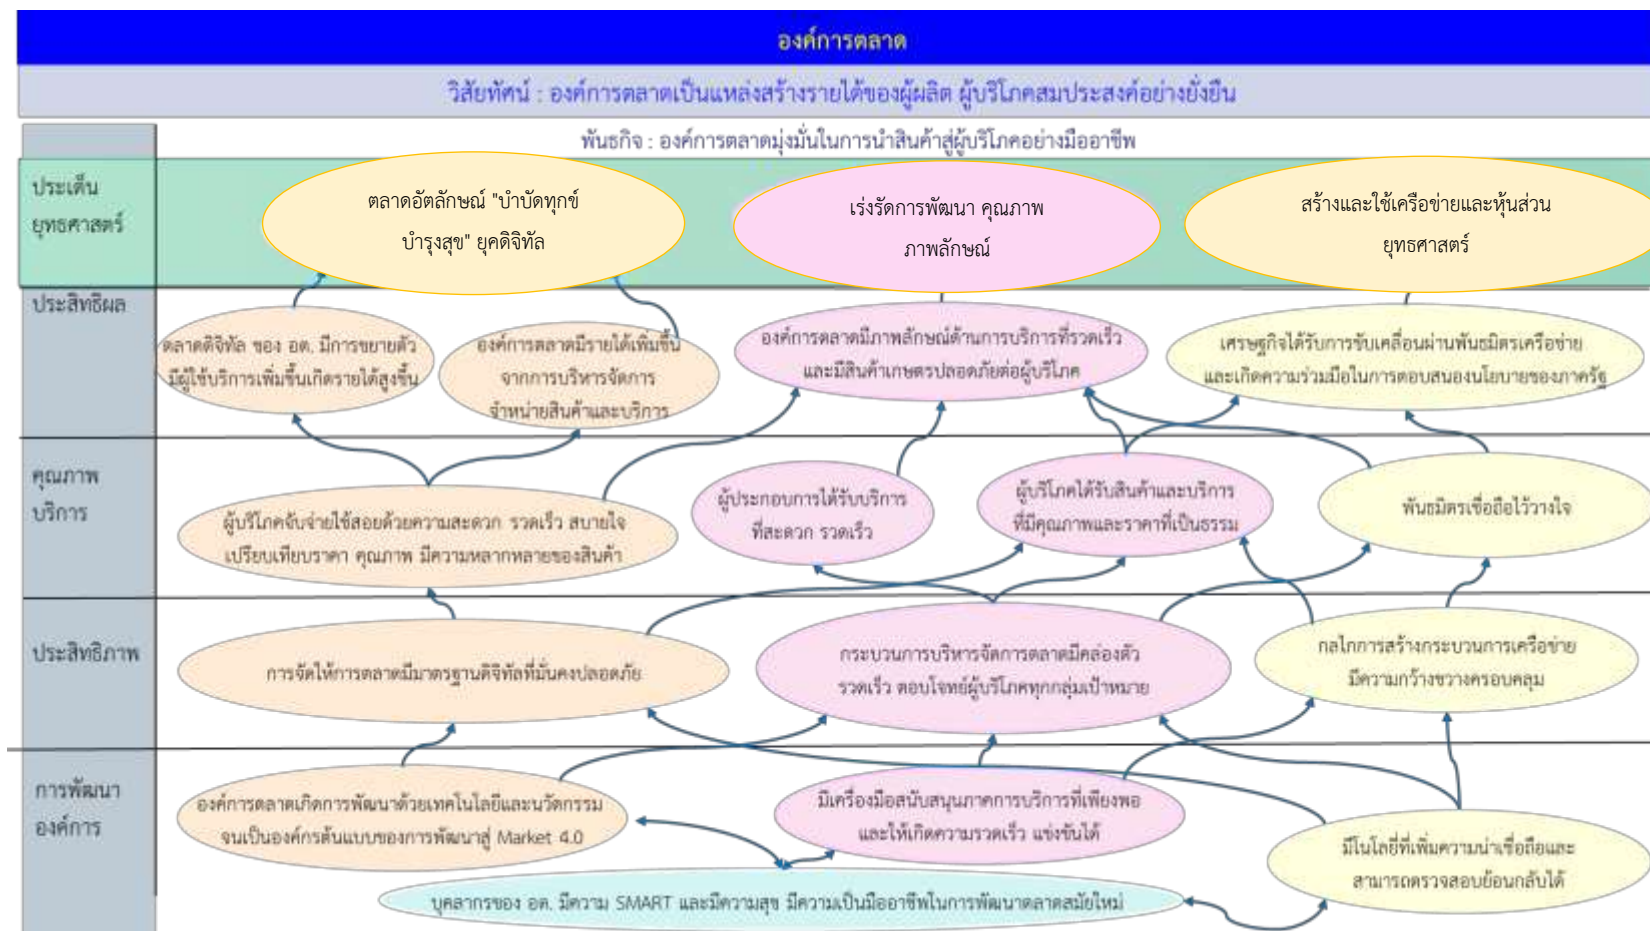 องค์การตลาด
วิสัยทัศน์ : องค์การตลาดเป็นแหล่งสร้างรายได้ของผู้ผลิต ผู้บริโภคสมประสงค์อย่างยั่งยืน
พันธกิจ : องค์การตลาดมุ่งมั่นในการนำสินค้าสู่ผู้บริโภคอย่างมืออาชีพ
ประเด็น
ยุทธศาสตร์
ตลาดอัตลักษณ์ "บำบัดทุกข์
บำรุงสุข" ยุคดิจิทัล
เร่งรัดการพัฒนา คุณภาพ
ภาพลักษณ์
สร้างและใช้เครือข่ายและหุ้นส่วน
ยุทธศาสตร์
ประสิทธิผล
ตลาดดิจิทัล ของ อต. มีการขยายตัว
มีผู้ใช้บริการเพิ่มขึ้นเกิดรายได้สูงขึ้น
องค์การตลาดมีรายได้เพิ่มขึ้น
จากการบริหารจัดการ
จำหน่ายสินค้าและบริการ
องค์การตลาดมีภาพลักษณ์ด้านการบริการที่รวดเร็ว
และมีสินค้าเกษตรปลอดภัยต่อผู้บริโภค
เศรษฐกิจได้รับการขับเคลื่อนผ่านพันธมิตรเครือข่าย
และเกิดความร่วมมือในการตอบสนองนโยบายของภาครัฐ
คุณภาพ
บริการ
ผู้บริโภคจับจ่ายใช้สอยด้วยความสะดวก รวดเร็ว สบายใจ
เปรียบเทียบราคา คุณภาพ มีความหลากหลายของสินค้า
ผู้ประกอบการได้รับบริการ
ที่สะดวก รวดเร็ว
ผู้บริโภคได้รับสินค้าและบริการ
ที่มีคุณภาพและราคาที่เป็นธรรม
พันธมิตรเชื่อถือไว้วางใจ
ประสิทธิภาพ
การจัดให้การตลาดมีมาตรฐานดิจิทัลที่มั่นคงปลอดภัย
กระบวนการบริหารจัดการตลาดมีคล่องตัว
รวดเร็ว ตอบโจทย์ผู้บริโภคทุกกลุ่มเป้าหมาย
กลไกการสร้างกระบวนการเครือข่าย
มีความกว้างขวางครอบคลุม
การพัฒนา
องค์การ
องค์การตลาดเกิดการพัฒนาด้วยเทคโนโลยีและนวัตกรรม
จนเป็นองค์กรต้นแบบของการพัฒนาสู่ Market 4.0
มีเครื่องมือสนับสนุนภาคการบริการที่เพียงพอ
และให้เกิดความรวดเร็ว แข่งขันได้
มีโนโลยี่ที่เพิ่มความน่าเชื่อถือและ
สามารถตรวจสอบย้อนกลับได้
บุคลากรของ อต. มีความ SMART และมีความสุข มีความเป็นมืออาชีพในการพัฒนาตลาดสมัยใหม่